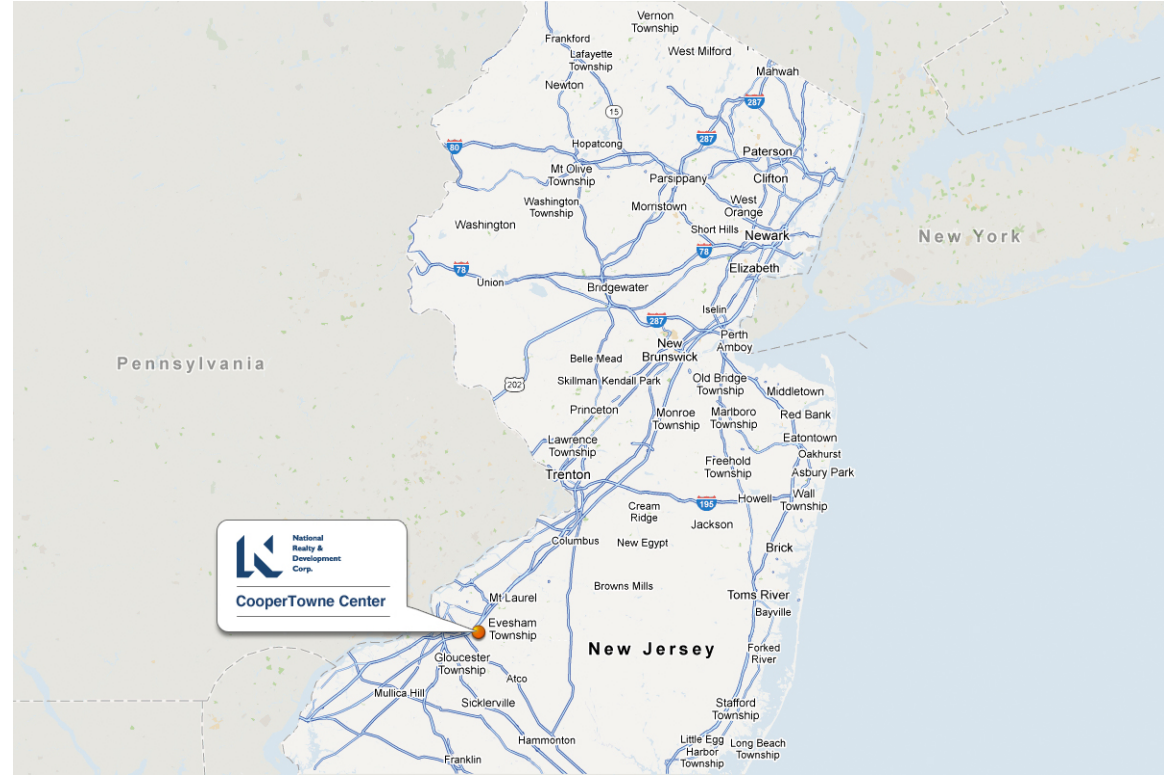 Vernon
Township
Frankford
Lafayette
Township
West Milford
Mahwah
Newton
287
15
287
80
Hopatcong
Paterson
Mt Olive
Township
Parsippany
Clifton
Washington
Township
Morristown
West
Orange
Washington
Short Hills
Newark
New York
78
78
Elizabeth
Union
Bridgewater
Iselin
287
Perth
Amboy
New
Brunswick
Belle Mead
Pennsylvania
202
Skillman
Kendall Park
Old Bridge
Township
Middletown
Princeton
Monroe
Township
Marlboro
Township
Red Bank
Eatontown
Lawrence
Township
Oakhurst
Freehold
Township
Asbury Park
Trenton
195
Howell
Wall
Township
Cream
Ridge
Jackson
Columbus
New Egypt
Brick
National
Realty &
Development
Corp.
CooperTowne Center
Browns Mills
Mt Laurel
Toms River
Bayville
Evesham
Township
New Jersey
Forked
River
Gloucester
Township
Atco
Mullica Hill
Sicklerville
Stafford
Township
Hammonton
Little Egg
Harbor
Township
Long Beach
Township
Franklin